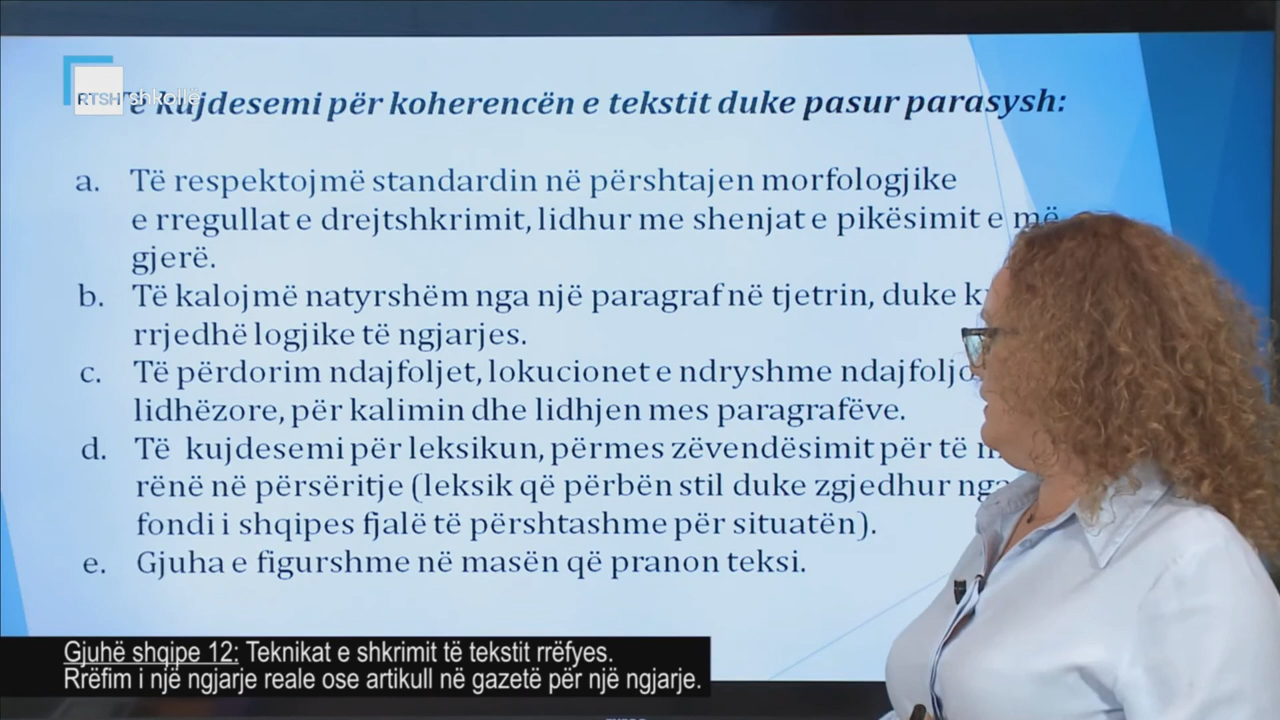 RTSH shkollë
Të kujdesemi për koherencën e tekstit duke pasur parasysh:
a. Të respektojmë standardin në përshtajen morfologjike
e rregullat e drejtshkrimit, lidhur me shenjat e pikësimit e më
gjerë.
b. Të kalojmë natyrshëm nga një paragraf në tjetrin, duke
rrjedhë logjike të ngjarjes.
c. Të përdorim ndajfoljet, lokucionet e ndryshme
lidhëzore, për kalimin dhe lidhjen mes paragrafëve.
d. Të kujdesemi për leksikun, përmes zëvendësimit për të
rënë në përsëritje (leksik që përbën stil duke zgjedhur nga
fondi i shqipes fjalë të përshtashme për situatën).
e. Gjuha e figurshme në masën që pranon teksi.
Gjuhë shqipe 12: Teknikat e shkrimit të tekstit rrëfyes.
Rrëfim i një ngjarje reale ose artikull në gazetë për një ngjarje.